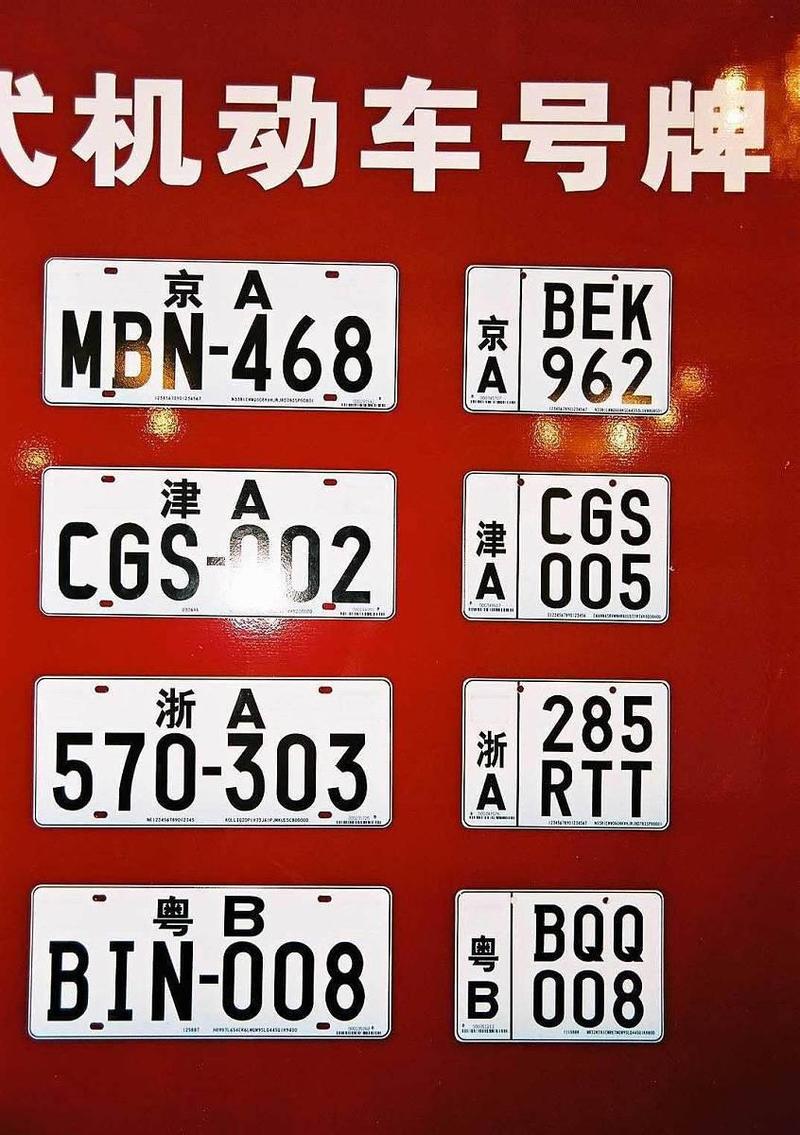 式机动车号牌
京 A
MBN-468
京
A
BEK
962
津 A
CGS-002
津
A
CGS
005
浙 A
570-303
浙
A
285
RTT
粤 B
BIN-008
粤
B
BQQ
008